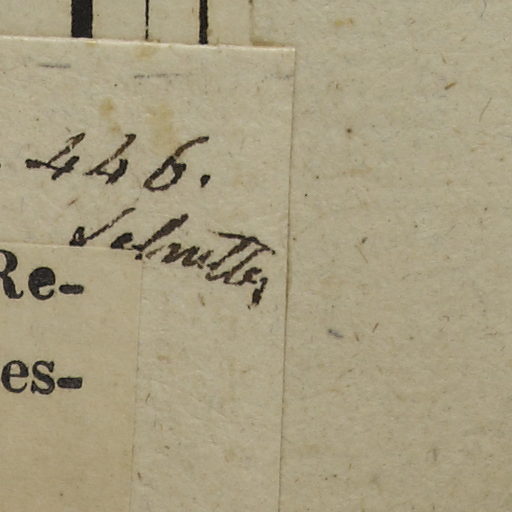 446.
Re-
es-